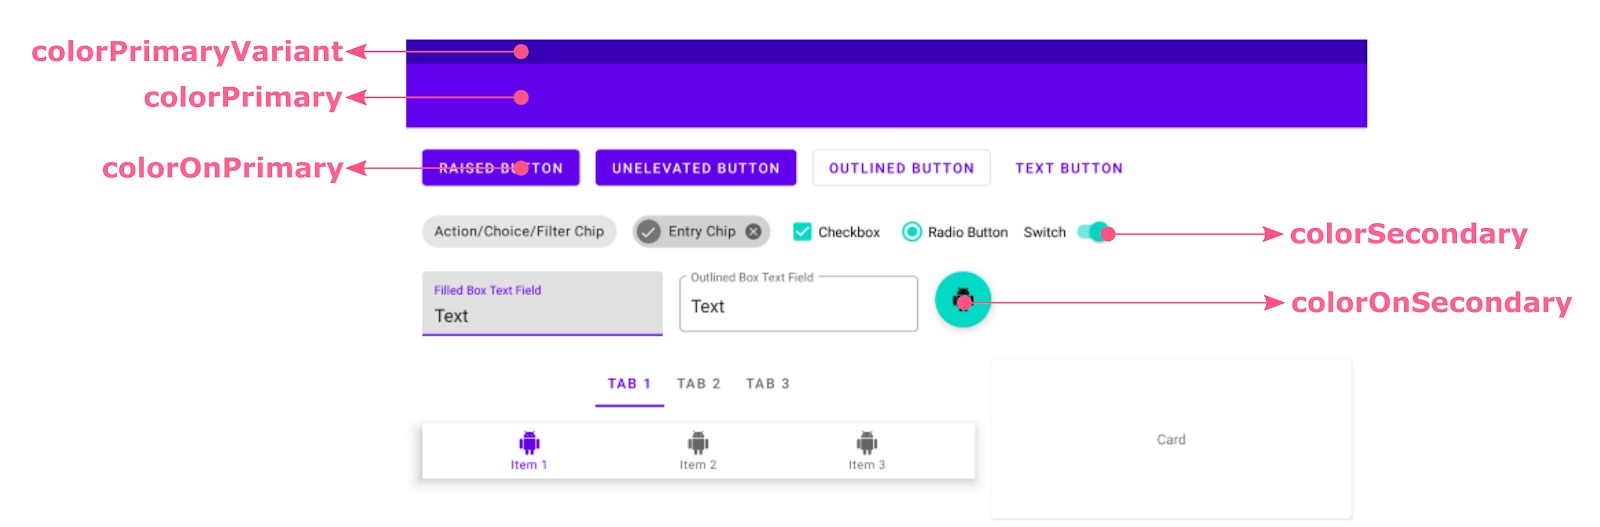 colorPrimaryVariant
colorPrimary
colorOnPrimary RAISED BUTTON UNELEVATED BUTTON OUTLINED BUTTON TEXT BUTTON
Action/Choice/Filter Chip Entry Chip Checkbox Radio Button Switch colorSecondary
Filled Box Text Field Outlined Box Text Field
Text Text colorOnSecondary
TAB 1 TAB 2 TAB 3
Card
Item 1 Item 2 Item 3